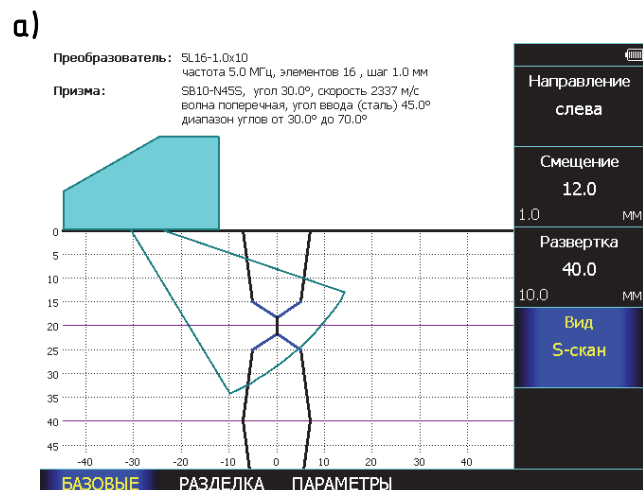 а)
Преобразователь: 5L16-1.0x10
частота 5.0 МГц, элементов 16 , шаг 1.0 мм
Призма: SB10-N45S, угол 30.0°, скорость 2337 м/с
волна поперечная, угол ввода (сталь) 45.0°
диапазон углов от 30.0° до 70.0°
Направление
слева
Смещение
12.0
1.0 мм
Развертка
40.0
10.0 мм
Вид
S-скан
0
5
10
15
20
25
30
35
40
45
-40 -30 -20 -10 0 10 20 30 40
БАЗОВЫЕ РАЗДЕЛКА ПАРАМЕТРЫ